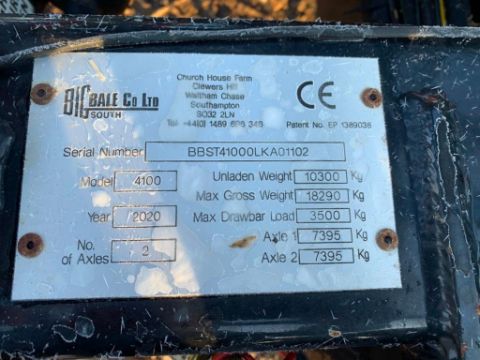 BIG BALE Co LTD
SOUTH
Church House Farm
Clewers Hill
Waltham Chase
Southampton
SO32 2LN
Tel: +44(0) 1489 896 346
CE
Patent No. EP 1389038
Serial Number BBST41000LKA01102
Model 4100
Year 2020
No. of Axles 2
Unladen Weight 10300 Kg
Max Gross Weight 18290 Kg
Max Drawbar Load 3500 Kg
Axle 1 7395 Kg
Axle 2 7395 Kg